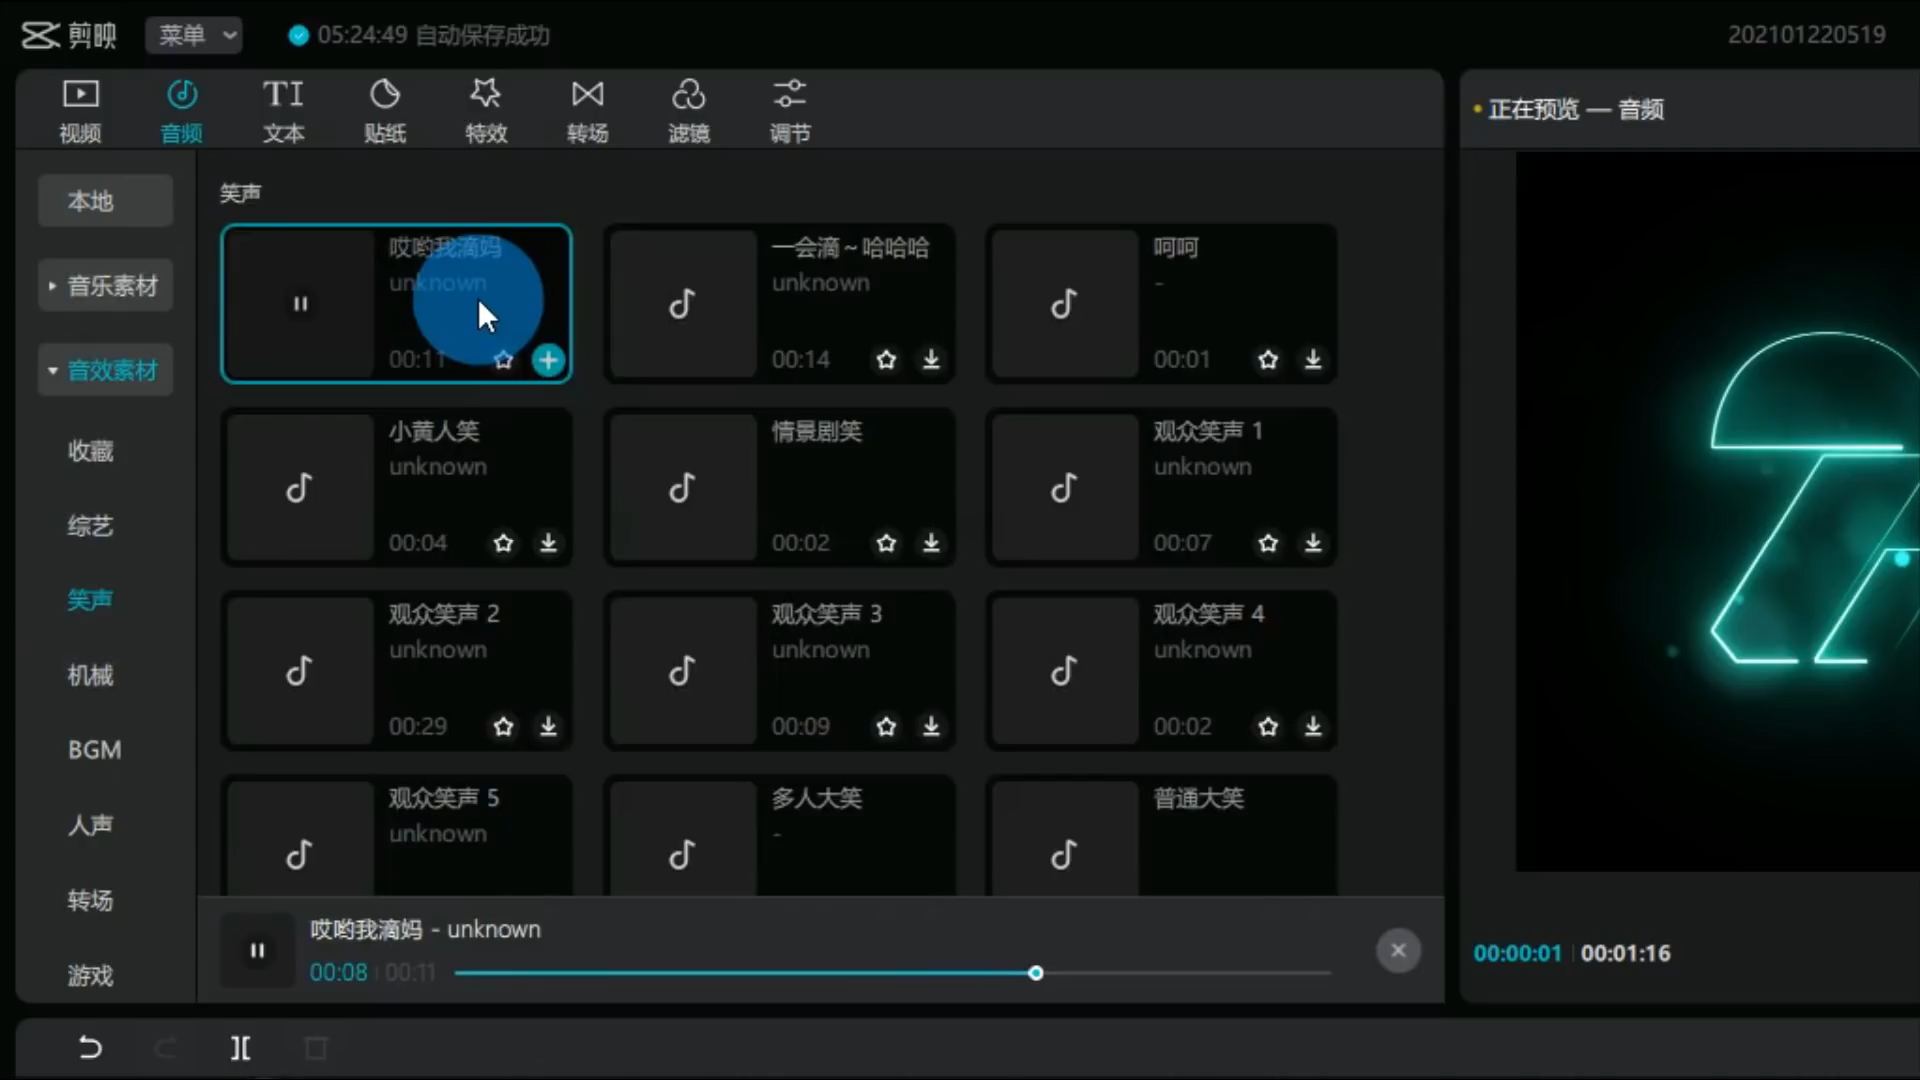 剪映
菜单
05:24:49 自动保存成功
202101220519
视频
音频
TI
文本
贴纸
特效
转场
滤镜
调节
正在预览 — 音频
本地
音乐素材
音效素材
收藏
综艺
笑声
机械
BGM
人声
转场
游戏
笑声
哎哟我滴妈
unknown
00:11
一会滴~哈哈哈
unknown
00:14
呵呵
-
00:01
小黄人笑
unknown
00:04
情景剧笑
00:02
观众笑声 1
unknown
00:07
观众笑声 2
unknown
00:29
观众笑声 3
unknown
00:09
观众笑声 4
unknown
00:02
观众笑声 5
unknown
多人大笑
-
普通大笑
哎哟我滴妈 - unknown
00:08 00:11
00:00:01 00:01:16